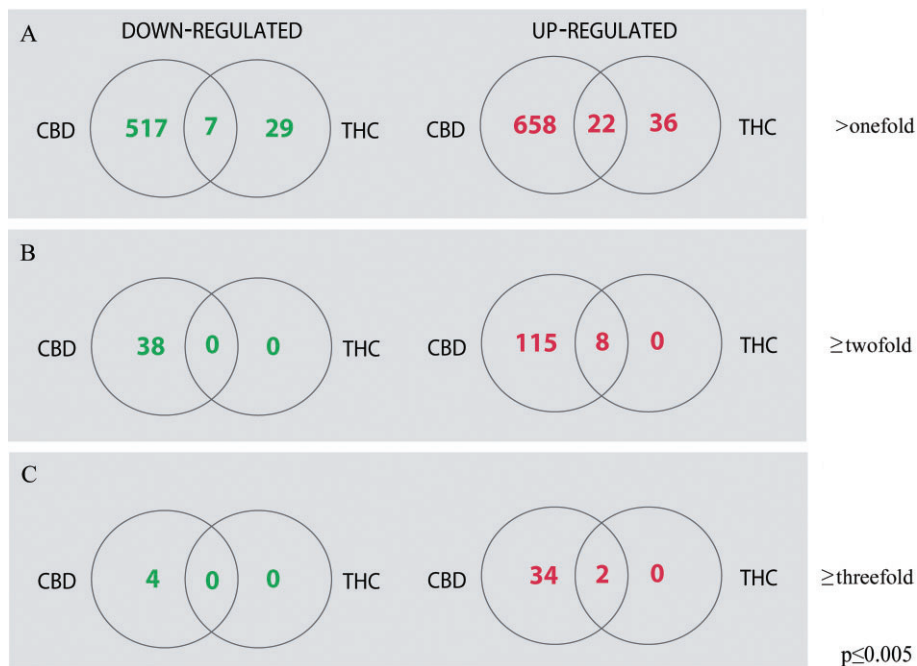 A
DOWN-REGULATED UP-REGULATED
CBD 517 7 29 THC CBD 658 22 36 THC >onefold
B
CBD 38 0 0 THC CBD 115 8 0 THC ≥twofold
C
CBD 4 0 0 THC CBD 34 2 0 THC ≥threefold
p≤0.005